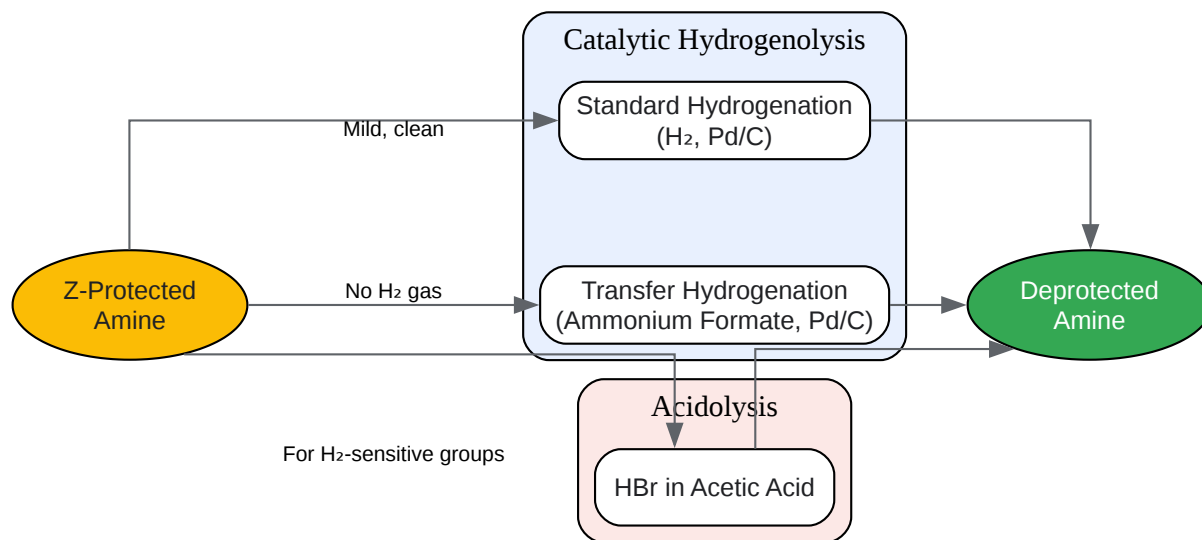 Catalytic Hydrogenolysis
Standard Hydrogenation
(H₂, Pd/C)
Mild, clean
Z-Protected
Amine
No H₂ gas
Transfer Hydrogenation
(Ammonium Formate, Pd/C)
Deprotected
Amine
Acidolysis
For H₂-sensitive groups
HBr in Acetic Acid